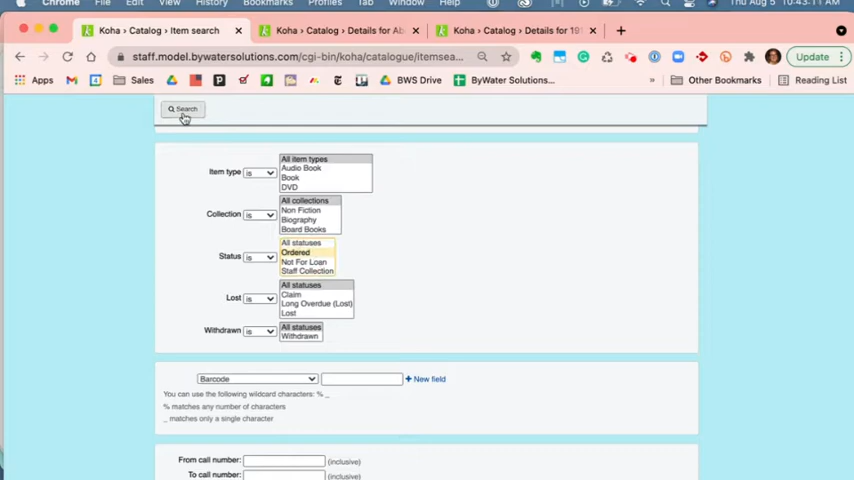 Chrome File Edit View History Bookmarks Profiles Tab Window Help Thu Aug 5 10:43:11 AM
Koha › Catalog › Item search × Koha › Catalog › Details for Ab × Koha › Catalog › Details for 19 × +
staff.model.bywatersolutions.com/cgi-bin/koha/catalogue/itemsea... Update
Apps Sales BWS Drive ByWater Solutions... » Other Bookmarks Reading List
Search
All item types
Audio Book
Item type is
Book
DVD
All collections
Non Fiction
Collection is
Biography
Board Books
All statuses
Ordered
Status is
Not For Loan
Staff Collection
All statuses
Claim
Lost is
Long Overdue (Lost)
Lost
All statuses
Withdrawn is
Withdrawn
Barcode + New field
You can use the following wildcard characters: % _
% matches any number of characters
_ matches only a single character
From call number: (inclusive)
To call number: (inclusive)